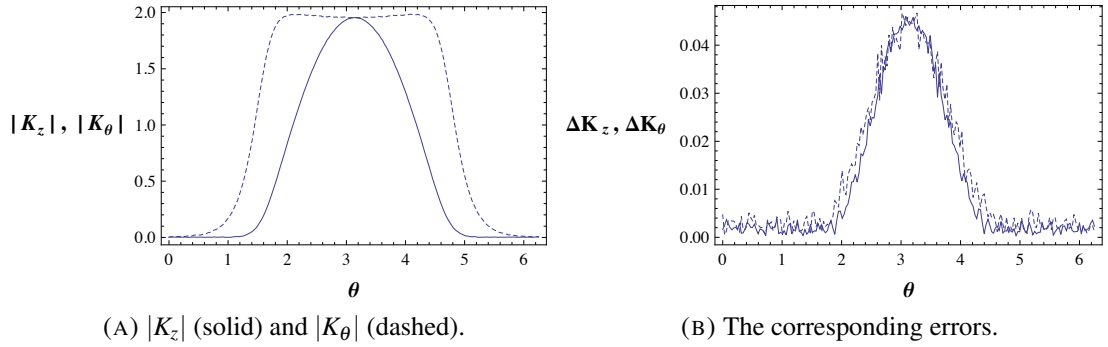 2.0
1.5
|K_z|, |K_θ| 1.0
0.5
0.0
0 1 2 3 4 5 6
θ
(A) |K_z| (solid) and |K_θ| (dashed).
0.04
0.03
ΔK_z, ΔK_θ
0.02
0.01
0.00
0 1 2 3 4 5 6
θ
(B) The corresponding errors.